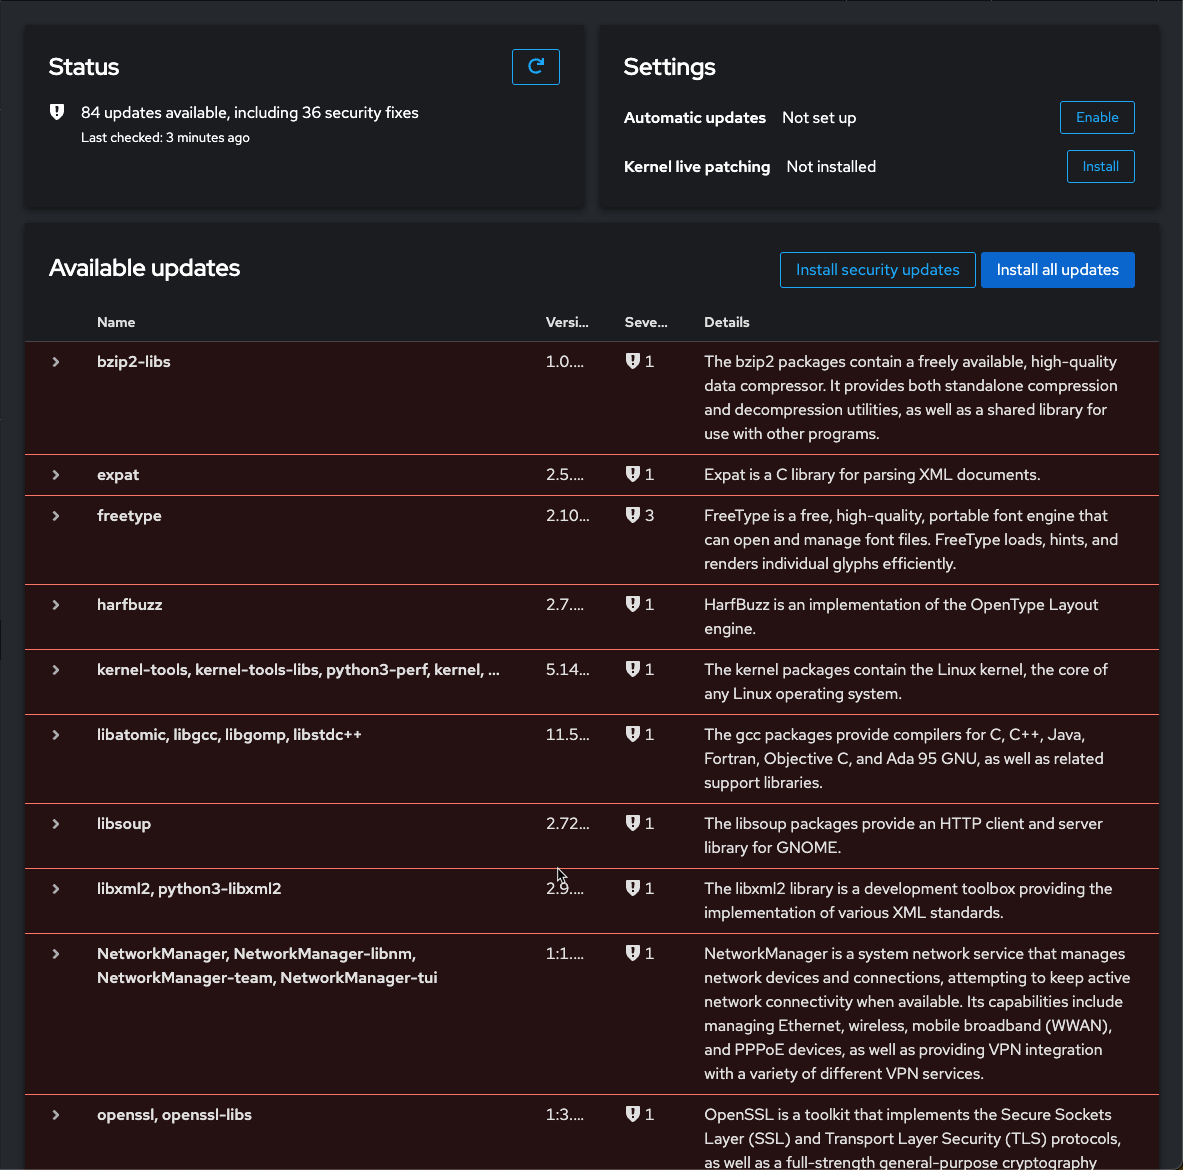 Status
84 updates available, including 36 security fixes
Last checked: 3 minutes ago
Settings
Automatic updates Not set up Enable
Kernel live patching Not installed Install
Available updates Install security updates Install all updates
Name Versi... Seve... Details
bzip2-libs 1.0.... 1 The bzip2 packages contain a freely available, high-quality
data compressor. It provides both standalone compression
and decompression utilities, as well as a shared library for
use with other programs.
expat 2.5.... 1 Expat is a C library for parsing XML documents.
freetype 2.10... 3 FreeType is a free, high-quality, portable font engine that
can open and manage font files. FreeType loads, hints, and
renders individual glyphs efficiently.
harfbuzz 2.7.... 1 HarfBuzz is an implementation of the OpenType Layout
engine.
kernel-tools, kernel-tools-libs, python3-perf, kernel, ... 5.14... 1 The kernel packages contain the Linux kernel, the core of
any Linux operating system.
libatomic, libgcc, libgomp, libstdc++ 11.5... 1 The gcc packages provide compilers for C, C++, Java,
Fortran, Objective C, and Ada 95 GNU, as well as related
support libraries.
libsoup 2.72... 1 The libsoup packages provide an HTTP client and server
library for GNOME.
libxml2, python3-libxml2 2.9.... 1 The libxml2 library is a development toolbox providing the
implementation of various XML standards.
NetworkManager, NetworkManager-libnm, 1:1.... 1 NetworkManager is a system network service that manages
NetworkManager-team, NetworkManager-tui network devices and connections, attempting to keep active
network connectivity when available. Its capabilities include
managing Ethernet, wireless, mobile broadband (WWAN),
and PPPoE devices, as well as providing VPN integration
with a variety of different VPN services.
openssl, openssl-libs 1:3.... 1 OpenSSL is a toolkit that implements the Secure Sockets
Layer (SSL) and Transport Layer Security (TLS) protocols,
as well as a full-strength general-purpose cryptography